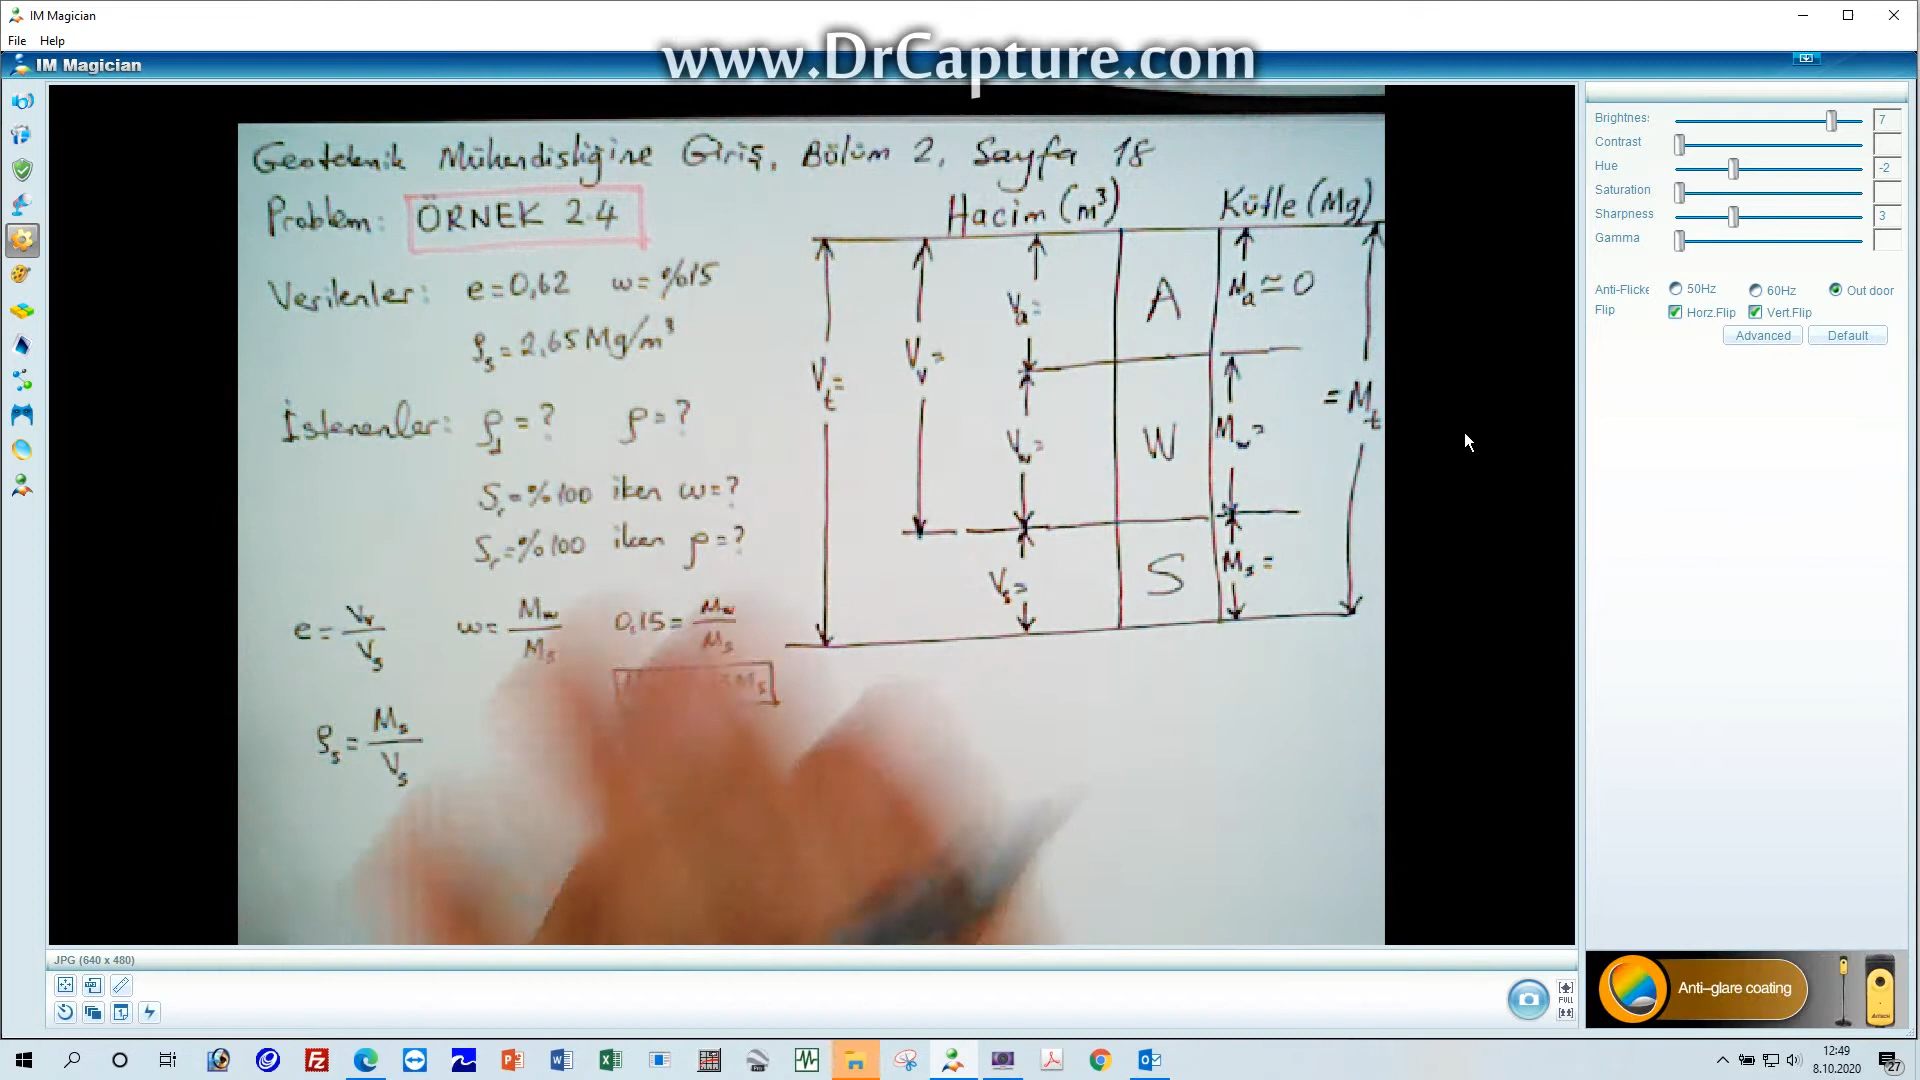 IM Magician
File Help
IM Magician
www.DrCapture.com
Geoteknik Mühendisliğine Giriş, Bölüm 2, Sayfa 18
Problem: ÖRNEK 2.4
Hacim (m³) Kütle (Mg)
Verilenler: e=0,62 w=%15
ρs = 2,65 Mg/m³
İstenenler: ρd = ? ρ = ?
Sr = %100 iken w=?
Sr = %100 iken ρ=?
e = Vv/Vs w = Mw/Ms 0,15 = Mw/Ms
Ms
ρs = Ms/Vs
Vt=
Vv=
Va=
Vw=
Vs=
A
W
S
Ma ≃ 0
Mw=
Ms=
= Mt
Brightness 7
Contrast
Hue -2
Saturation
Sharpness 3
Gamma
Anti-Flicke 50Hz 60Hz Out door
Flip Horz.Flip Vert.Flip
Advanced Default
JPG (640 x 480)
FULL
Anti-glare coating
12:49
8.10.2020
27